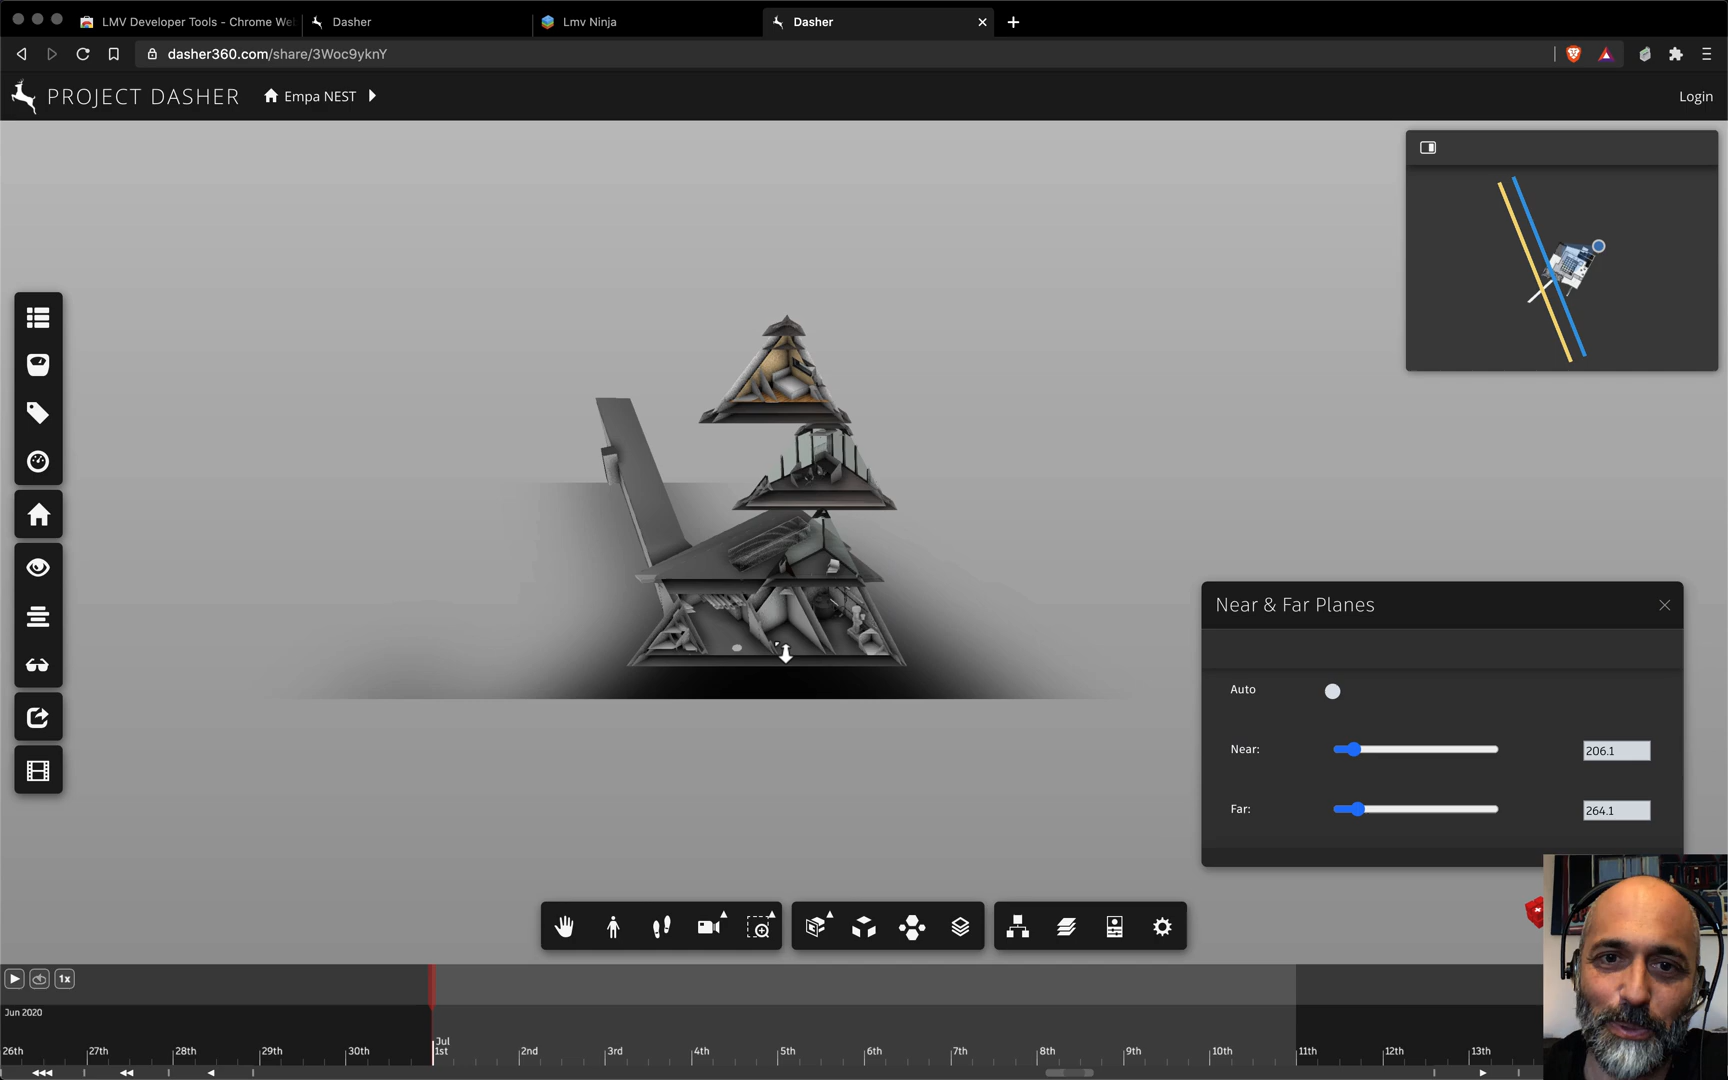 LMV Developer Tools - Chrome We
Dasher
Lmv Ninja
Dasher
dasher360.com/share/3Woc9yknY
PROJECT DASHER
Empa NEST
Login
Near & Far Planes
Auto
Near:
206.1
Far:
264.1
1x
Jun 2020
Jul
26th
27th
28th
29th
30th
1st
2nd
3rd
4th
5th
6th
7th
8th
9th
10th
11th
12th
13th